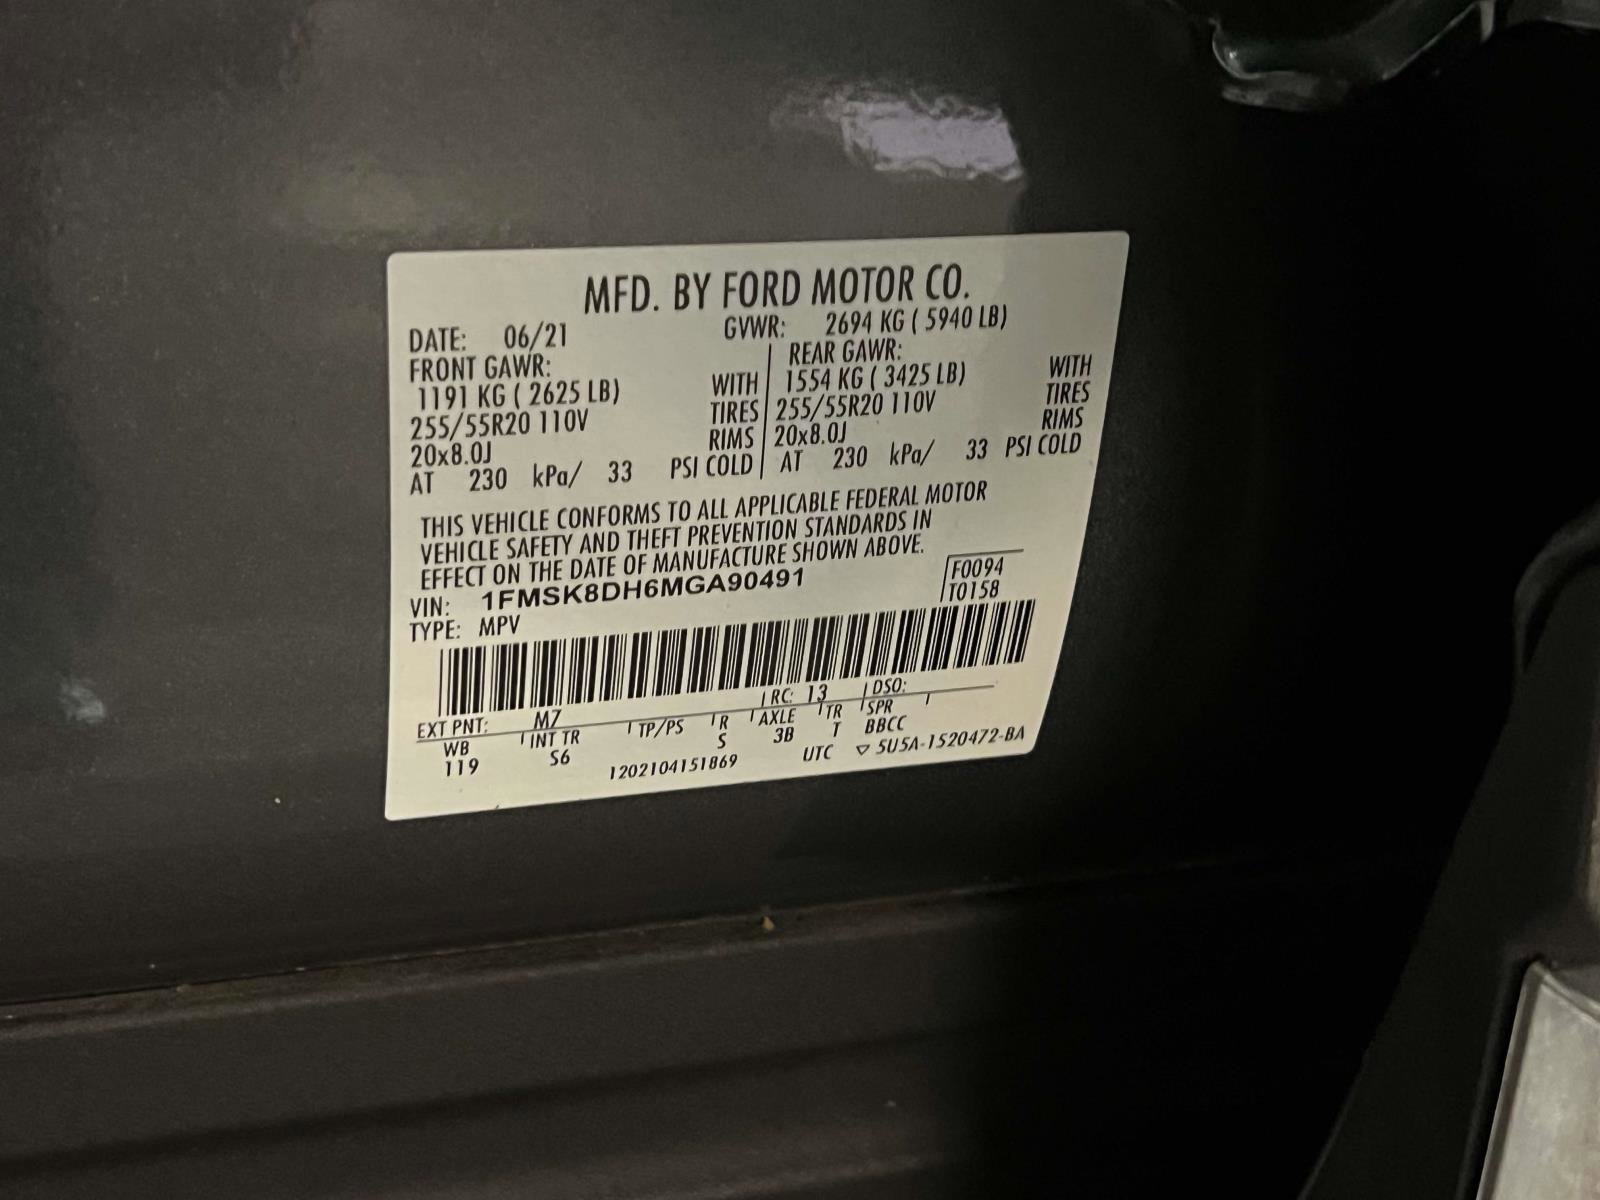 MFD. BY FORD MOTOR CO.
DATE: 06/21 GVWR: 2694 KG ( 5940 LB)
FRONT GAWR: REAR GAWR:
1191 KG ( 2625 LB) WITH 1554 KG ( 3425 LB) WITH
255/55R20 110V TIRES 255/55R20 110V TIRES
20x8.0J RIMS 20x8.0J RIMS
AT 230 kPa/ 33 PSI COLD AT 230 kPa/ 33 PSI COLD
THIS VEHICLE CONFORMS TO ALL APPLICABLE FEDERAL MOTOR
VEHICLE SAFETY AND THEFT PREVENTION STANDARDS IN
EFFECT ON THE DATE OF MANUFACTURE SHOWN ABOVE.
VIN: 1FMSK8DH6MGA90491 F0094
TYPE: MPV T0158
EXT PNT: M7 RC: 13 DSO:
WB INT TR TP/PS R AXLE TR SPR
119 S6 S 3B T BBCC
1202104151869 UTC ▽ 5U5A-1520472-BA